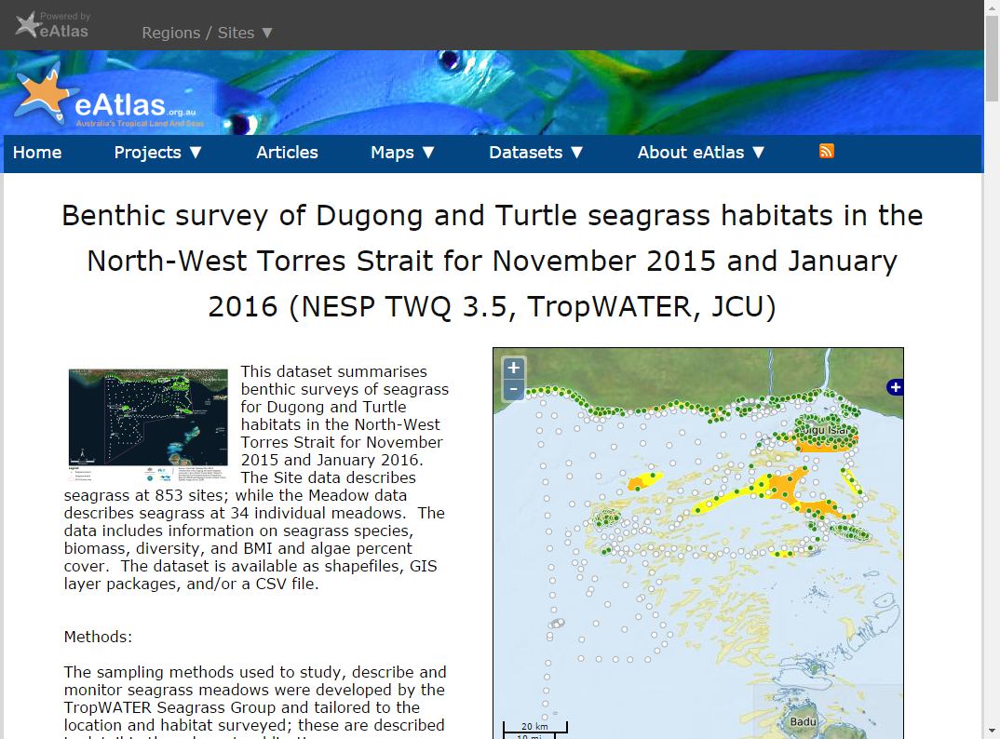 Powered by
eAtlas
Regions / Sites ▼
eAtlas.org.au
Australia's Tropical Land And Seas
Home Projects ▼ Articles Maps ▼ Datasets ▼ About eAtlas ▼
Benthic survey of Dugong and Turtle seagrass habitats in the
North-West Torres Strait for November 2015 and January
2016 (NESP TWQ 3.5, TropWATER, JCU)
This dataset summarises
benthic surveys of seagrass
for Dugong and Turtle
habitats in the North-West
Torres Strait for November
2015 and January 2016.
The Site data describes
seagrass at 853 sites; while the Meadow data
describes seagrass at 34 individual meadows. The
data includes information on seagrass species,
biomass, diversity, and BMI and algae percent
cover. The dataset is available as shapefiles, GIS
layer packages, and/or a CSV file.
Methods:
The sampling methods used to study, describe and
monitor seagrass meadows were developed by the
TropWATER Seagrass Group and tailored to the
location and habitat surveyed; these are described
+
-
+
Badu
20 km
10 mi